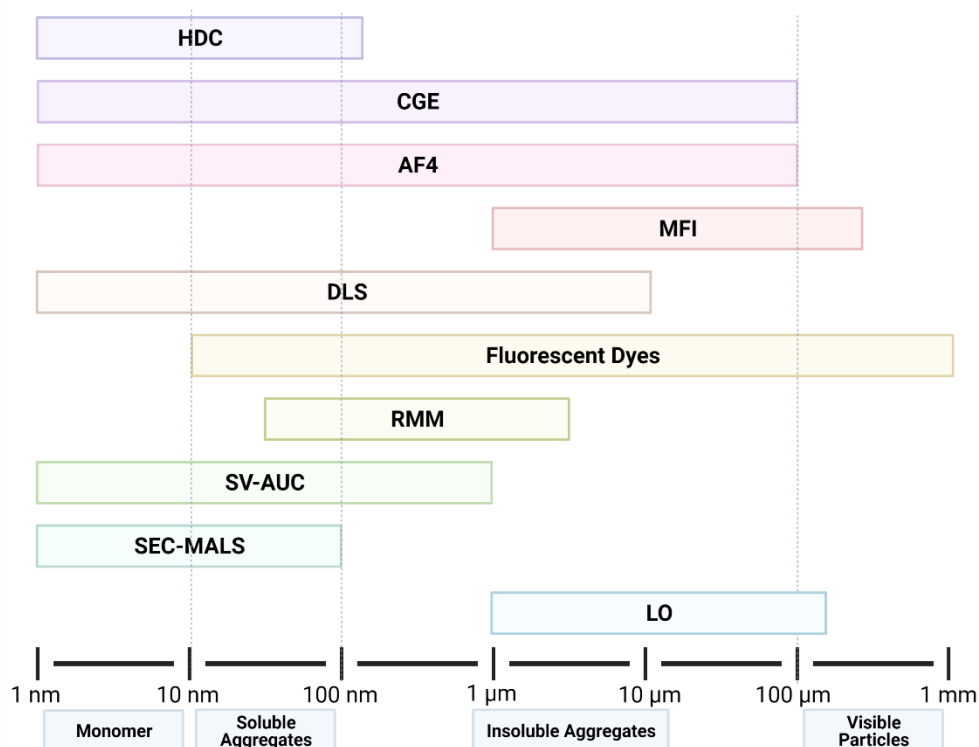 HDC
CGE
AF4
MFI
DLS
Fluorescent Dyes
RMM
SV-AUC
SEC-MALS
LO
1 nm 10 nm 100 nm 1 µm 10 µm 100 µm 1 mm
Monomer
Soluble
Aggregates
Insoluble Aggregates
Visible
Particles